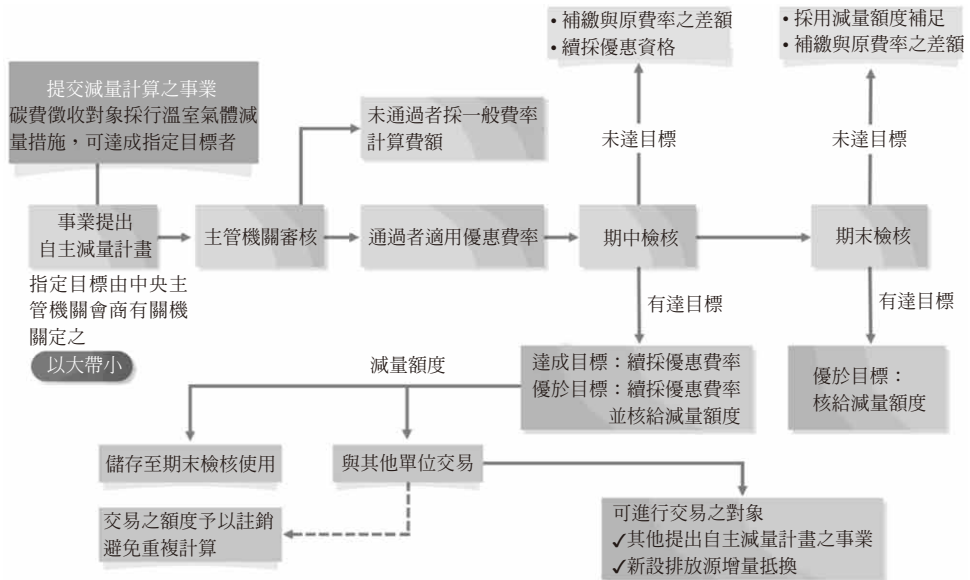 • 補繳與原費率之差額
• 續採優惠資格
• 採用減量額度補足
• 補繳與原費率之差額
提交減量計算之事業
碳費徵收對象採行溫室氣體減
量措施，可達成指定目標者
未通過者採一般費率
計算費額
未達目標
未達目標
事業提出
自主減量計畫
主管機關審核
通過者適用優惠費率
期中檢核
期末檢核
指定目標由中央主
管機關會商有關機
關定之
以大帶小
有達目標
有達目標
減量額度
達成目標：續採優惠費率
優於目標：續採優惠費率
並核給減量額度
優於目標：
核給減量額度
儲存至期末檢核使用
與其他單位交易
交易之額度予以註銷
避免重複計算
可進行交易之對象
✓其他提出自主減量計畫之事業
✓新設排放源增量抵換